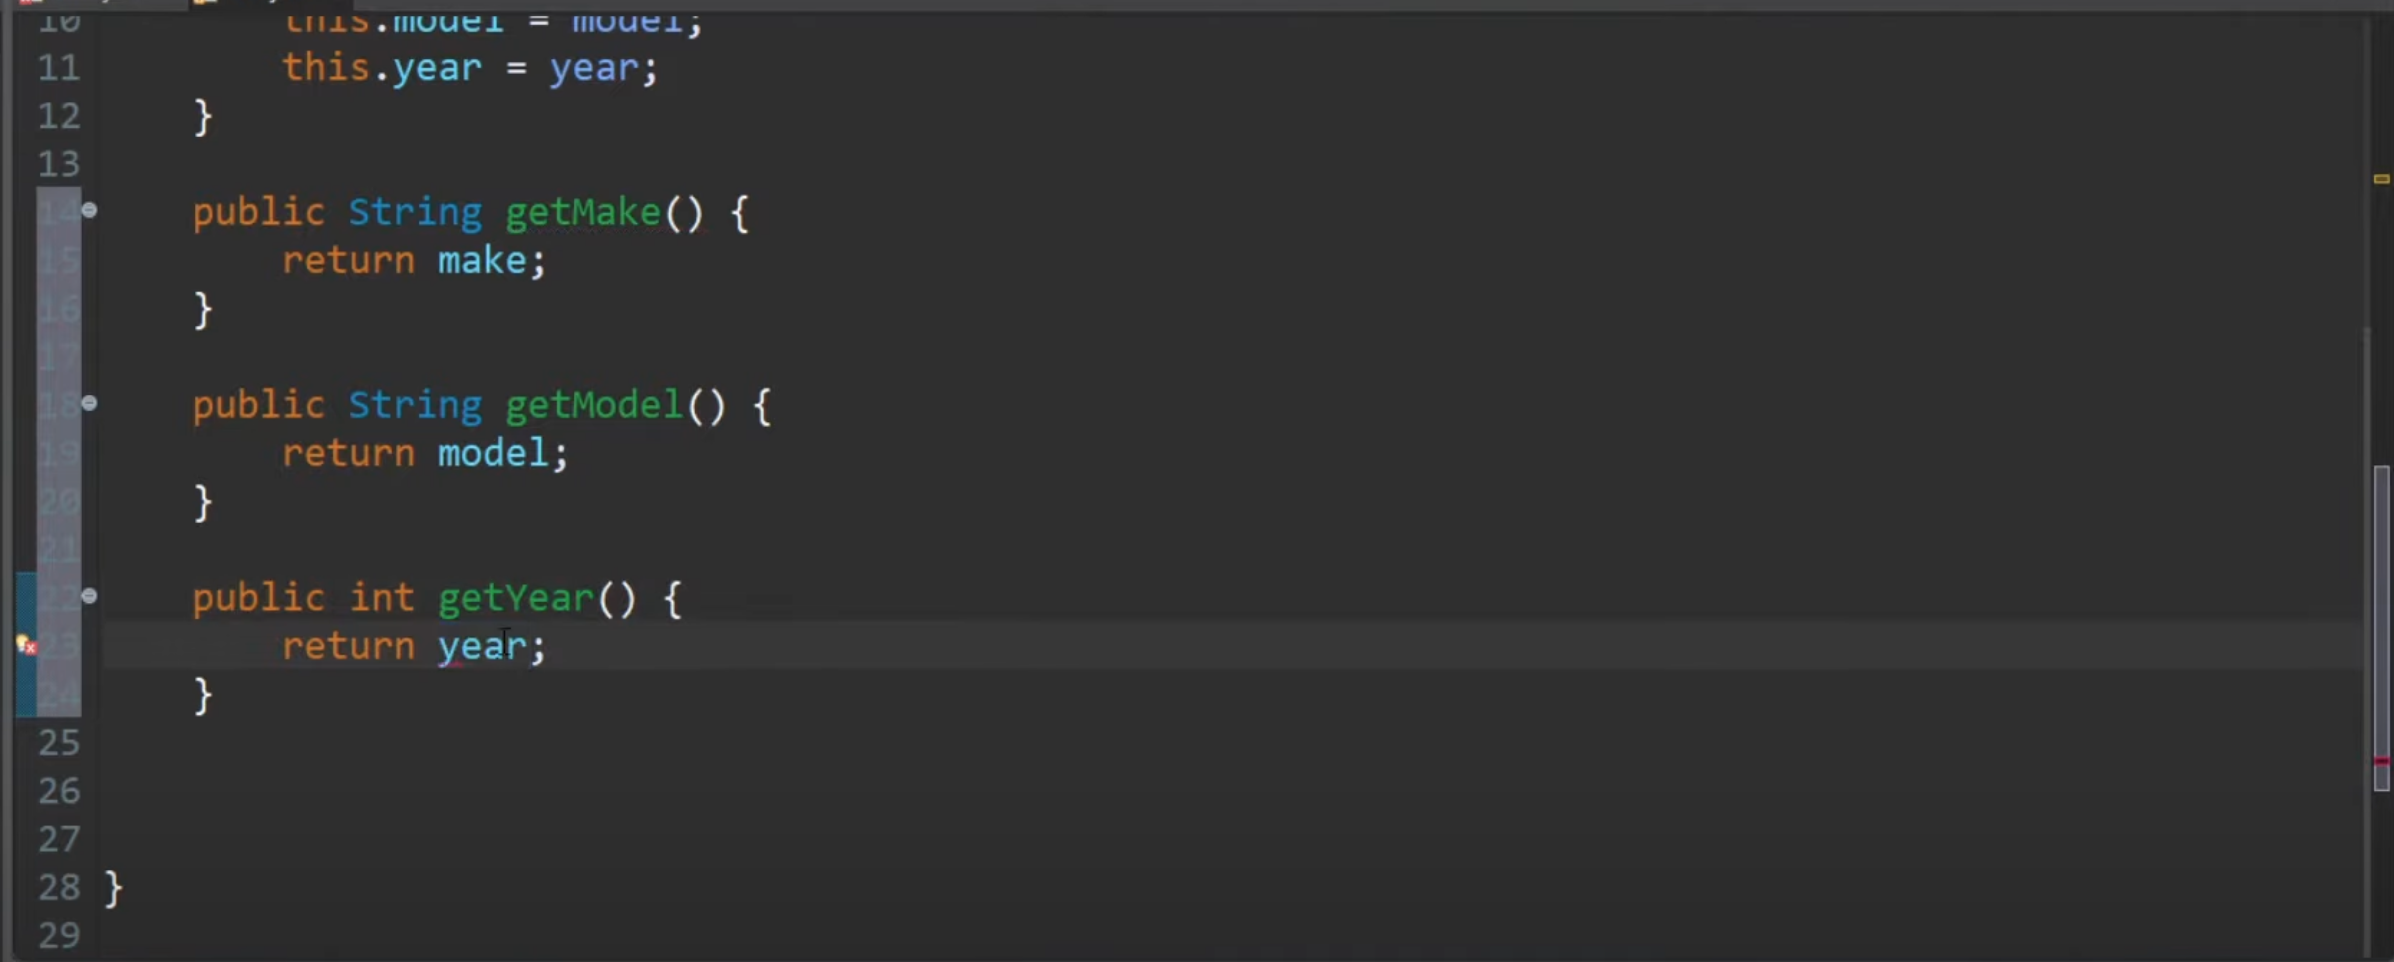 10 this.model = model;
11 this.year = year;
12 }
13
14 public String getMake() {
15 return make;
16 }
17
18 public String getModel() {
19 return model;
20 }
21
22 public int getYear() {
23 return year;
24 }
25
26
27
28 }
29